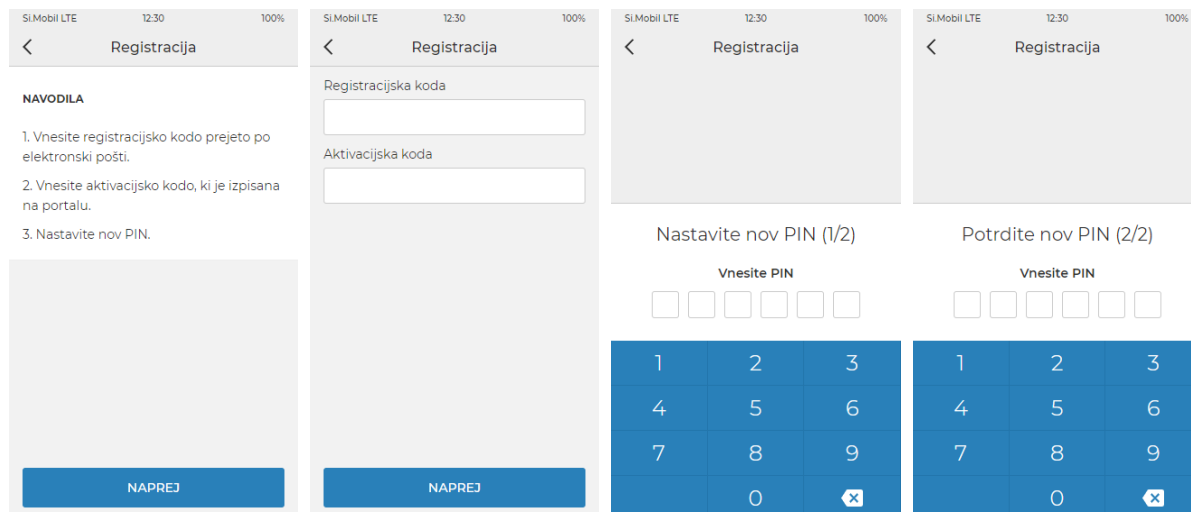 Si.Mobil LTE 12:30 100%
Registracija
NAVODILA
1. Vnesite registracijsko kodo prejeto po
elektronski pošti.
2. Vnesite aktivacijsko kodo, ki je izpisana
na portalu.
3. Nastavite nov PIN.
NAPREJ
Si.Mobil LTE 12:30 100%
Registracija
Registracijska koda
Aktivacijska koda
NAPREJ
Si.Mobil LTE 12:30 100%
Registracija
Nastavite nov PIN (1/2)
Vnesite PIN
1 2 3
4 5 6
7 8 9
0
Si.Mobil LTE 12:30 100%
Registracija
Potrdite nov PIN (2/2)
Vnesite PIN
1 2 3
4 5 6
7 8 9
0